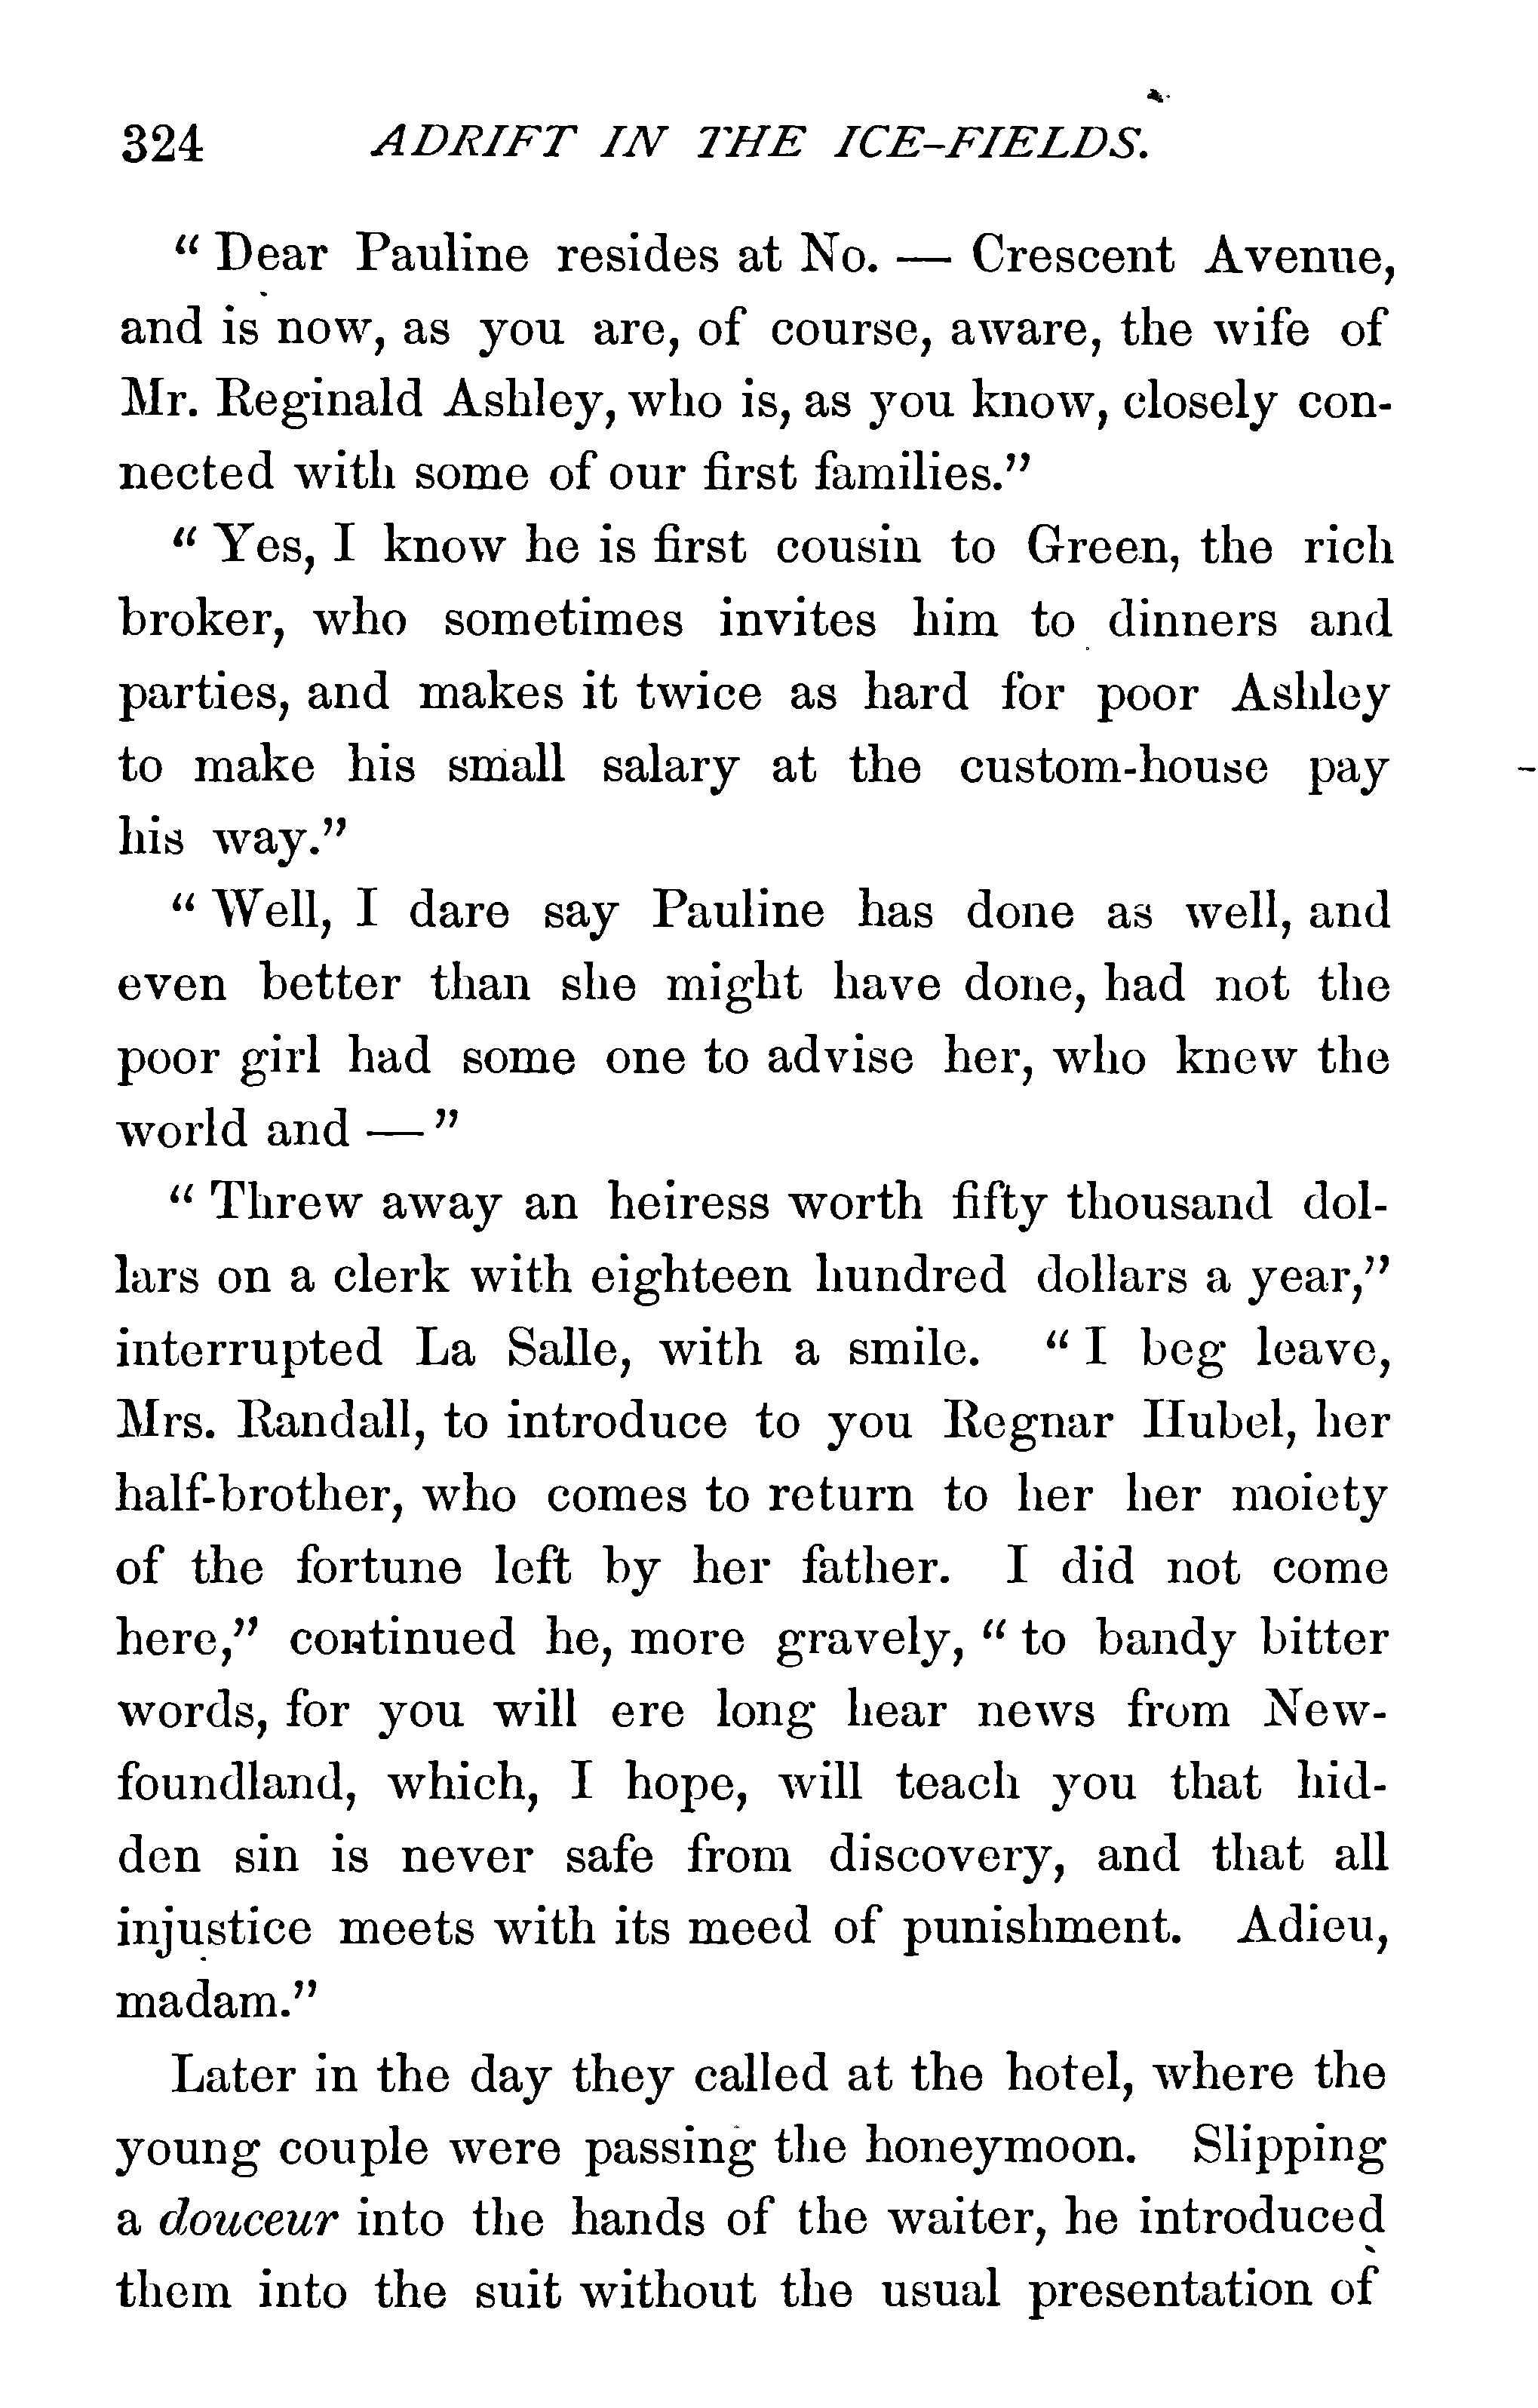 324 ADRIFT IN THE ICE-FIELDS.
“ Dear Pauline resides at No. — Crescent Avenue,
and is now, as you are, of course, aware, the wife of
Mr. Reginald Ashley, who is, as you know, closely con-
nected with some of our first families.”
“ Yes, I know he is first cousin to Green, the rich
broker, who sometimes invites him to dinners and
parties, and makes it twice as hard for poor Ashley
to make his small salary at the custom-house pay
his way.”
“ Well, I dare say Pauline has done as well, and
even better than she might have done, had not the
poor girl had some one to advise her, who knew the
world and — ”
“ Threw away an heiress worth fifty thousand dol-
lars on a clerk with eighteen hundred dollars a year,”
interrupted La Salle, with a smile. “ I beg leave,
Mrs. Randall, to introduce to you Regnar Hubel, her
half-brother, who comes to return to her her moiety
of the fortune left by her father. I did not come
here,” continued he, more gravely, “ to bandy bitter
words, for you will ere long hear news from New-
foundland, which, I hope, will teach you that hid-
den sin is never safe from discovery, and that all
injustice meets with its meed of punishment. Adieu,
madam.”
Later in the day they called at the hotel, where the
young couple were passing the honeymoon. Slipping
a douceur into the hands of the waiter, he introduced
them into the suit without the usual presentation of